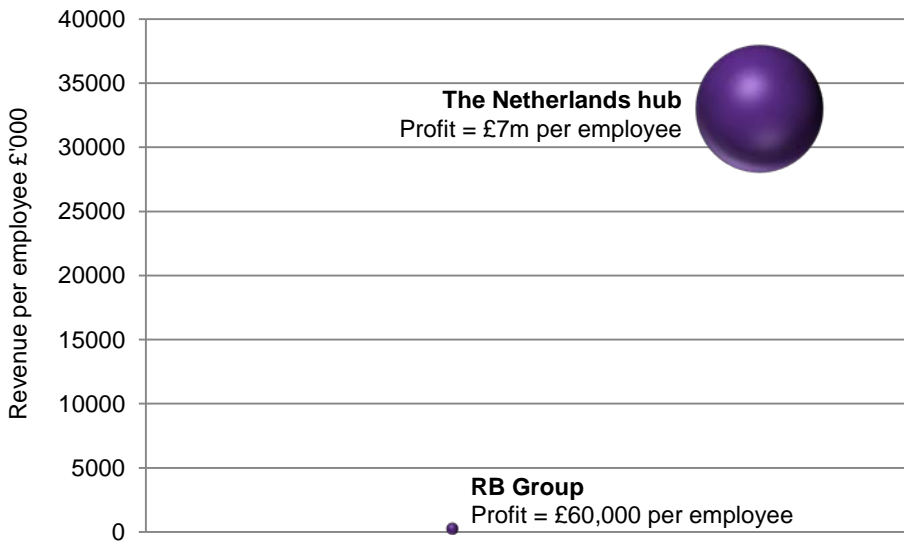 Revenue per employee £'000
40000
35000
30000
25000
20000
15000
10000
5000
0
The Netherlands hub
Profit = £7m per employee
RB Group
Profit = £60,000 per employee